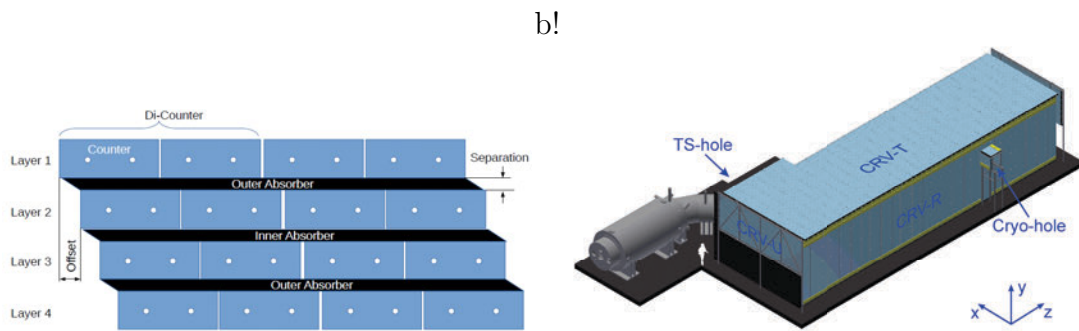 b!
Di-Counter
Counter
Layer 1
Separation
Outer Absorber
Layer 2
Inner Absorber
Offset
Layer 3
Outer Absorber
Layer 4
TS-hole
CRV-T
CRV-R
CRV-U
Cryo-hole
y
x
z